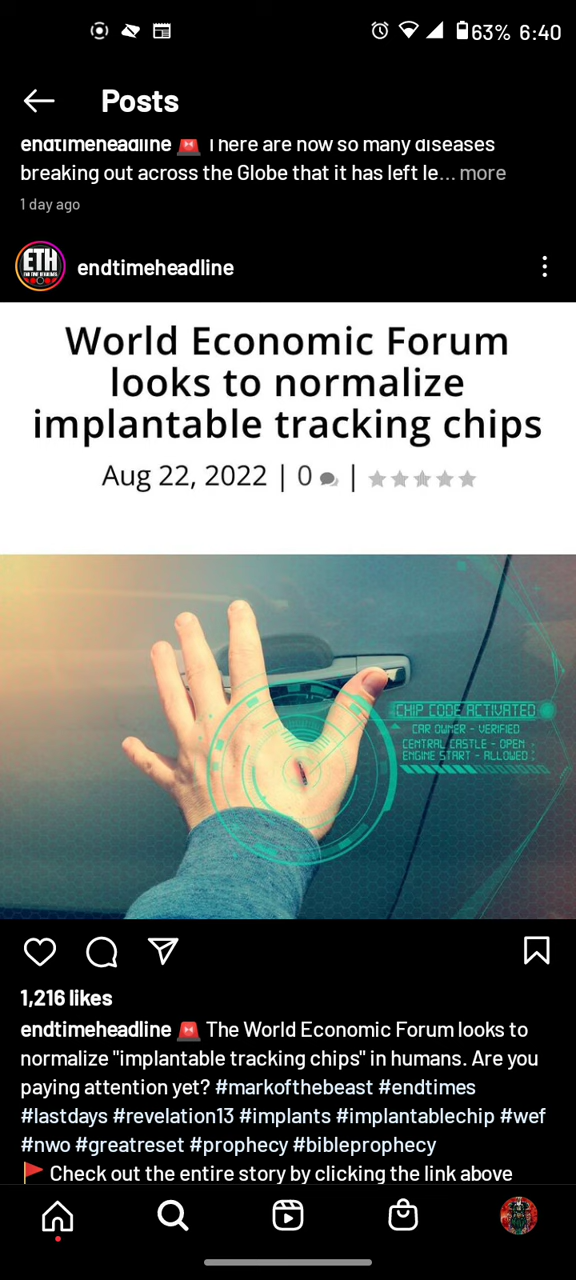 63% 6:40
Posts
endtimeheadline 🚨 There are now so many diseases
breaking out across the Globe that it has left le... more
1 day ago
ETH
endtimeheadline
World Economic Forum
looks to normalize
implantable tracking chips
Aug 22, 2022 | 0 |
CHIP CODE ACTIVATED
CAR OWNER - VERIFIED
CENTRAL CASTLE - OPEN
ENGINE START - ALLOWED
1,216 likes
endtimeheadline 🚨 The World Economic Forum looks to
normalize "implantable tracking chips" in humans. Are you
paying attention yet? #markofthebeast #endtimes
#lastdays #revelation13 #implants #implantablechip #wef
#nwo #greatreset #prophecy #bibleprophecy
🚩 Check out the entire story by clicking the link above